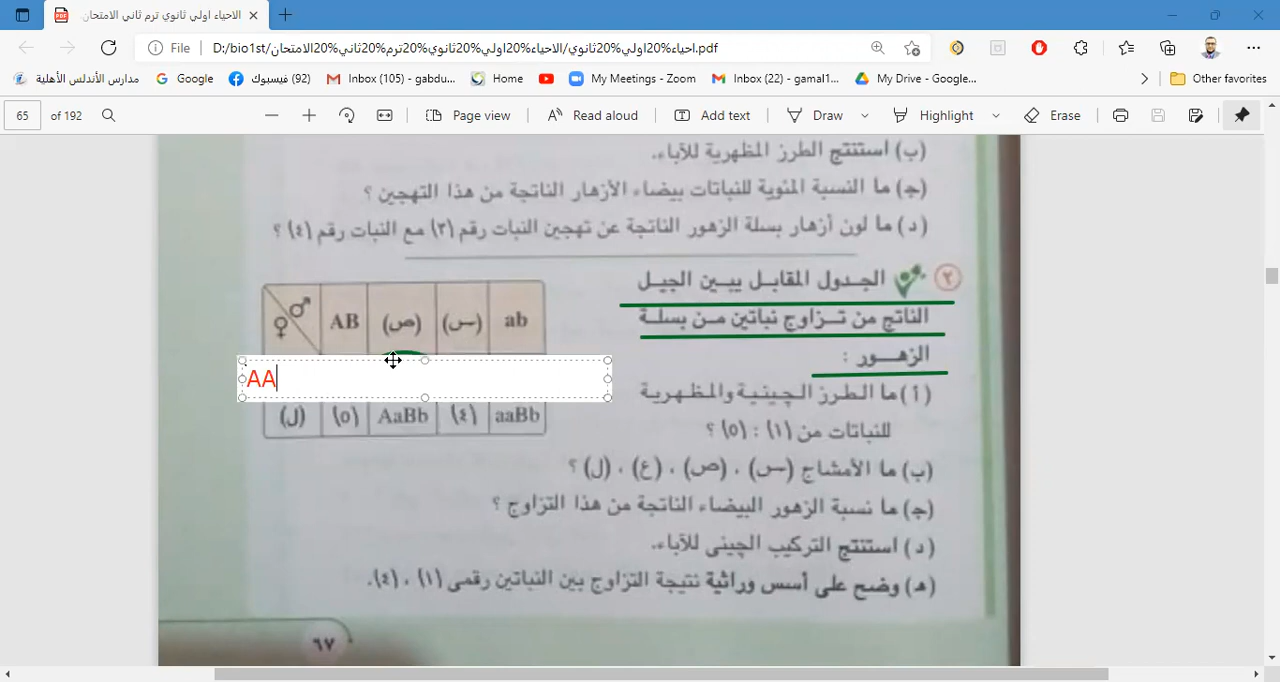 الاحياء اولي ثانوي ترم ثاني الامتحان
File
D:/bio1st/احياء%20اولي%20ثانوي/الاحياء%20اولي%20ثانوي%20ترم%20ثاني%20الامتحان.pdf
مدارس الأندلس الأهلية
Google
(92) فيسبوك
Inbox (105) - gabdu...
Home
My Meetings - Zoom
Inbox (22) - gamal1...
My Drive - Google...
Other favorites
65 of 192
Page view
Read aloud
Add text
Draw
Highlight
Erase
(ب) استنتج الطرز المظهرية للآباء.
(جـ) ما النسبة المئوية للنباتات بيضاء الأزهار الناتجة من هذا التهجين ؟
(د) ما لون أزهار بسلة الزهور الناتجة عن تهجين النبات رقم (٣) مع النبات رقم (٤) ؟
٢ الجدول المقابل يبين الجيل
الناتج من تزاوج نباتين من بسلة
الزهور :
♀ ♂ AB (ص) (س) ab
AA
(ل) (٥) AaBb (٤) aaBb
(أ) ما الطرز الچينية والمظهرية
للنباتات من (١) : (٥) ؟
(ب) ما الأمشاج (س) ، (ص) ، (ع) ، (ل) ؟
(جـ) ما نسبة الزهور البيضاء الناتجة من هذا التزاوج ؟
(د) استنتج التركيب الچينى للآباء.
(هـ) وضح على أسس وراثية نتيجة التزاوج بين النباتين رقمى (١) ، (٤).
٦٧